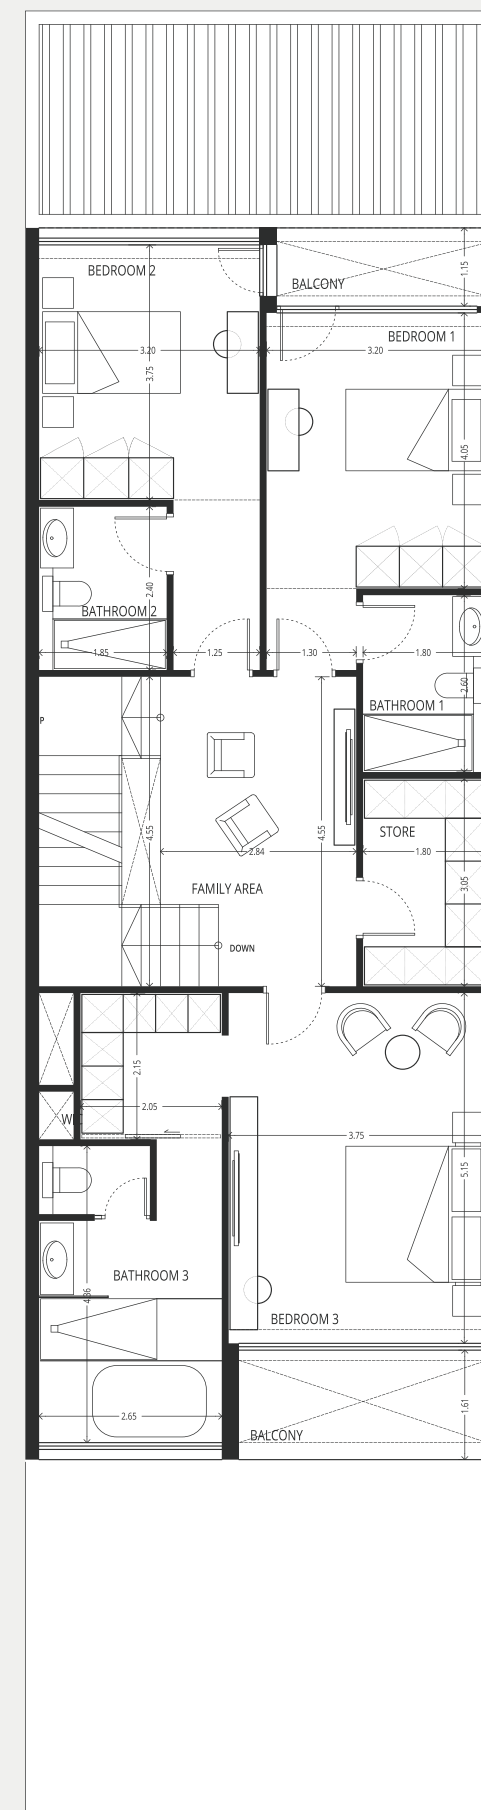 BEDROOM 2
BALCONY
1.15
BEDROOM 1
3.20
3.20
3.75
4.05
2.40
BATHROOM 2
1.85
1.25
1.30
1.80
2.60
BATHROOM 1
P
4.55
4.55
STORE
2.84
1.80
3.05
FAMILY AREA
DOWN
2.15
2.05
3.75
5.15
BATHROOM 3
4.86
BEDROOM 3
1.61
2.65
BALCONY